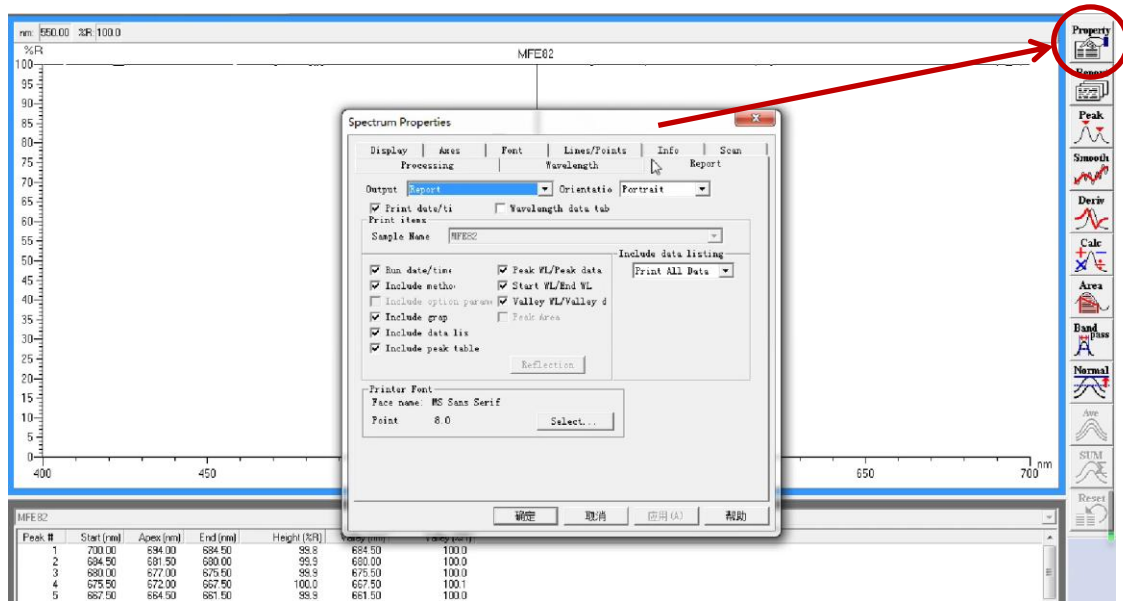 nm: 550.00 %R: 100.0
%R
MFE82
100
95
90
85
80
75
70
65
60
55
50
45
40
35
30
25
20
15
10
5
0
400
450
650
700
nm
Spectrum Properties
Display Axes Font Lines/Points Info Scan
Processing Wavelength Report
Output Report Orientatio Portrait
Print date/ti Wavelength data tab
Print items
Sample Name MFE82
Include data listing
Run date/time Peak WL/Peak data Print All Data
Include metho Start WL/End WL
Include option param Valley WL/Valley d
Include grap Peak Area
Include data lis
Include peak table
Reflection
Printer Font
Face name: MS Sans Serif
Point 8.0 Select...
确定 取消 应用(A) 帮助
Property
Report
Peak
Smooth
Deriv
Calc
Area
Band pass
Normal
Ave
SUM
Reset
MFE82
Peak # Start (nm) Apex (nm) End (nm) Height (%R)
1 700.00 694.00 684.50 99.8 684.50 100.0
2 684.50 681.50 680.00 99.9 680.00 100.0
3 680.00 677.00 675.50 99.9 675.50 100.0
4 675.50 672.00 667.50 100.0 667.50 100.1
5 667.50 664.50 661.50 99.9 661.50 100.0